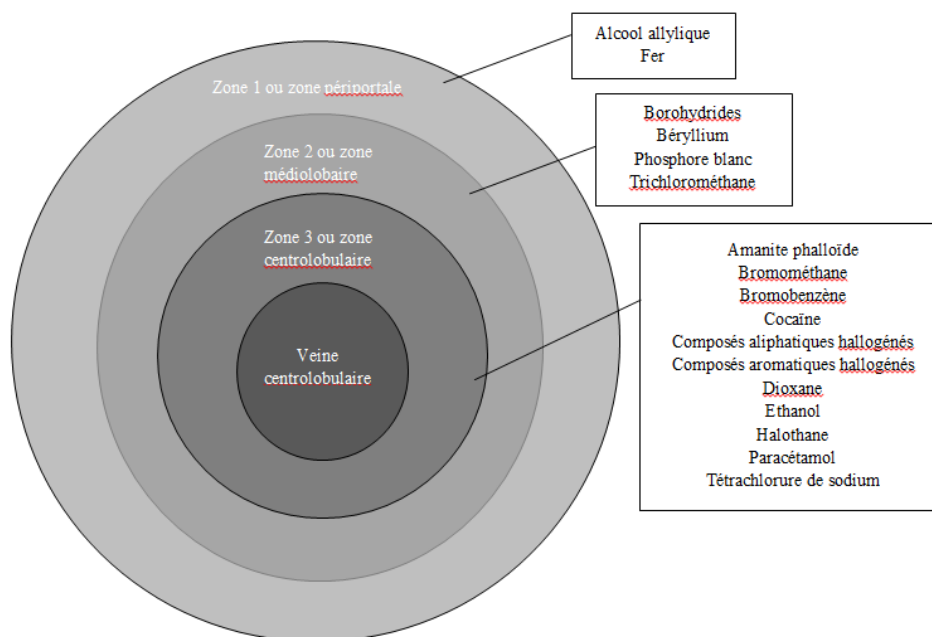 Alcool allylique
Fer
Zone 1 ou zone périportale
Borohydrides
Béryllium
Phosphore blanc
Trichlorométhane
Zone 2 ou zone
médiolobaire
Zone 3 ou zone
centrolobulaire
Amanite phalloïde
Bromométhane
Bromobenzène
Cocaïne
Composés aliphatiques hallogénés
Composés aromatiques hallogénés
Dioxane
Ethanol
Halothane
Paracétamol
Tétrachlorure de sodium
Veine
centrolobulaire